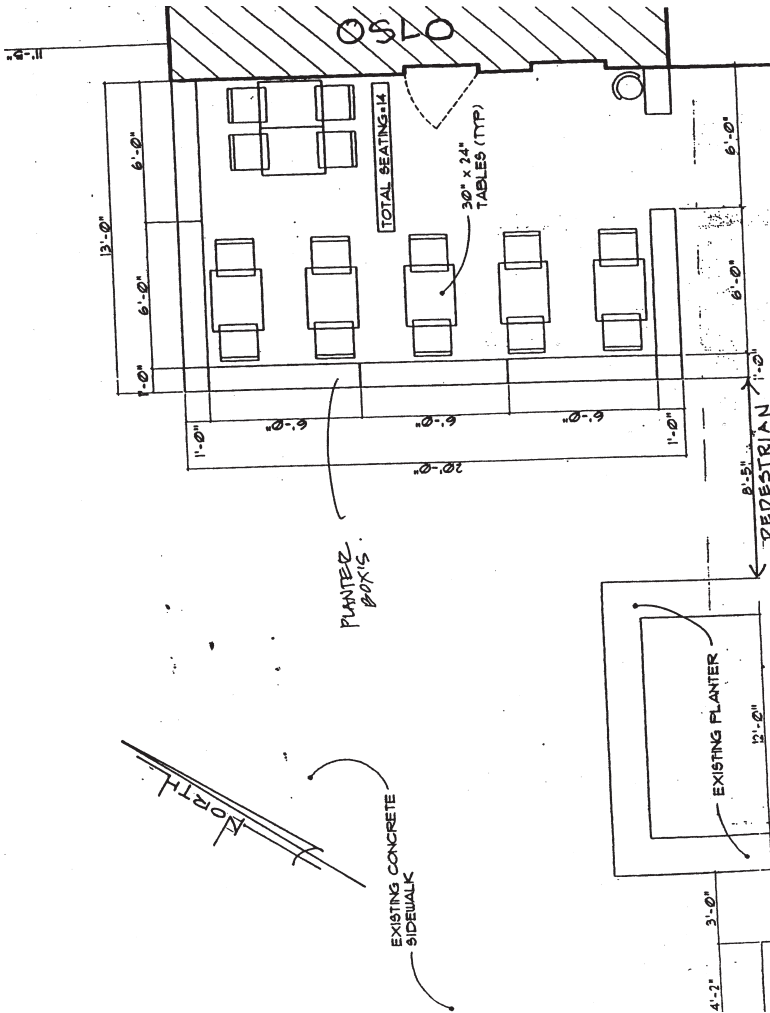 OSLO
11'-5"
13'-0"
6'-0"
6'-0"
1'-0"
TOTAL SEATING=14
30" x 24"
TABLES (TYP)
6'-0"
6'-0"
1'-0"
1'-0"
6'-0"
6'-0"
6'-0"
1'-0"
20'-0"
8'-5"
PEDESTRIAN
PLANTER
BOX'S.
NORTH
EXISTING CONCRETE
SIDEWALK
EXISTING PLANTER
12'-0"
3'-0"
4'-2"